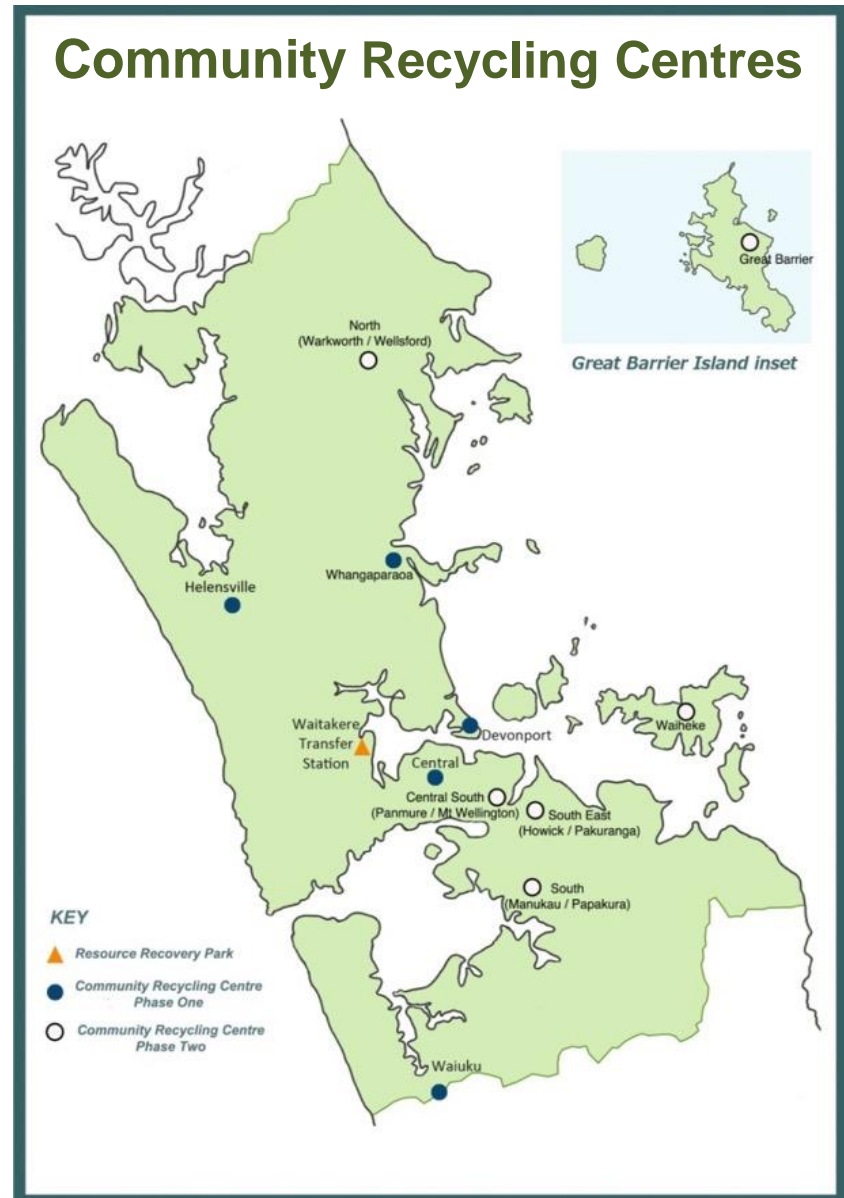 Community Recycling Centres
Great Barrier
Great Barrier Island inset
North
(Warkworth / Wellsford)
Whangaparaoa
Helensville
Waitakere
Transfer
Station
Devonport
Waiheke
Central
Central South
(Panmure / Mt Wellington)
South East
(Howick / Pakuranga)
South
(Manukau / Papakura)
KEY
Resource Recovery Park
Community Recycling Centre
Phase One
Community Recycling Centre
Phase Two
Waiuku